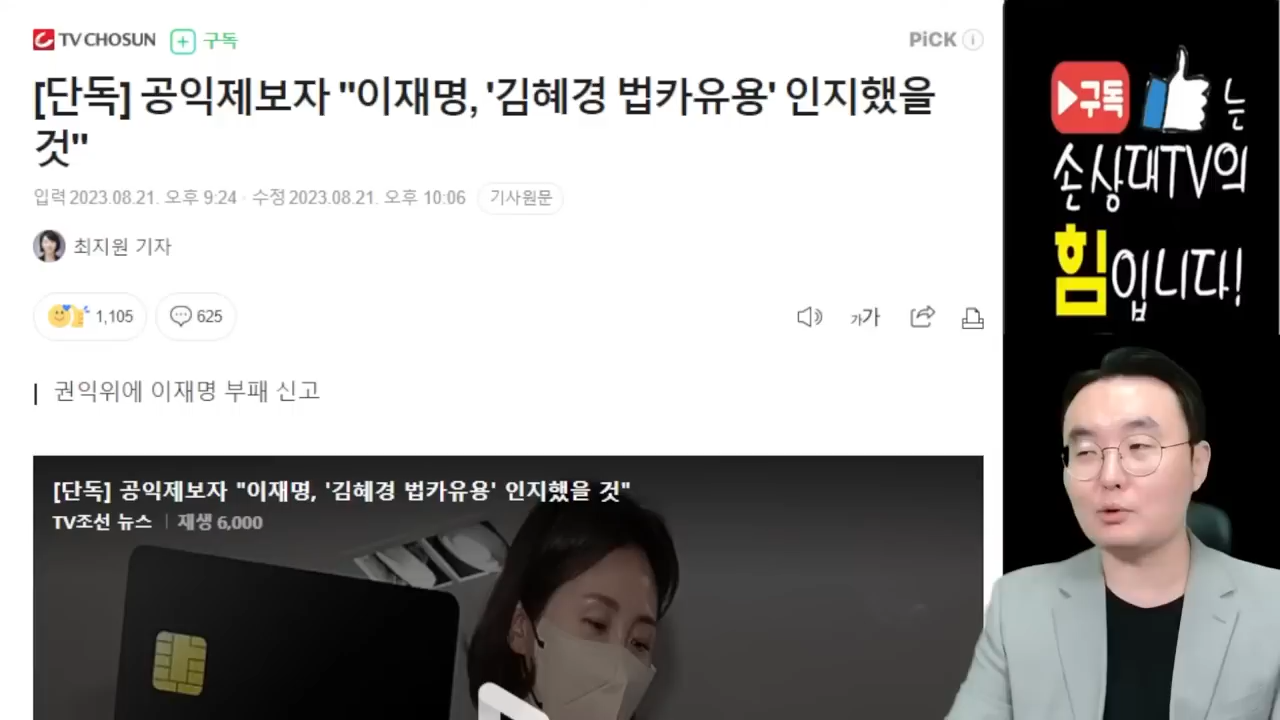 TV CHOSUN
구독
PiCK
[단독] 공익제보자 "이재명, '김혜경 법카유용' 인지했을
것"
입력 2023.08.21. 오후 9:24 · 수정 2023.08.21. 오후 10:06
기사원문
최지원 기자
1,105
625
가가
권익위에 이재명 부패 신고
[단독] 공익제보자 "이재명, '김혜경 법카유용' 인지했을 것"
TV조선 뉴스 | 재생 6,000
구독 는
손상대TV의
힘입니다!